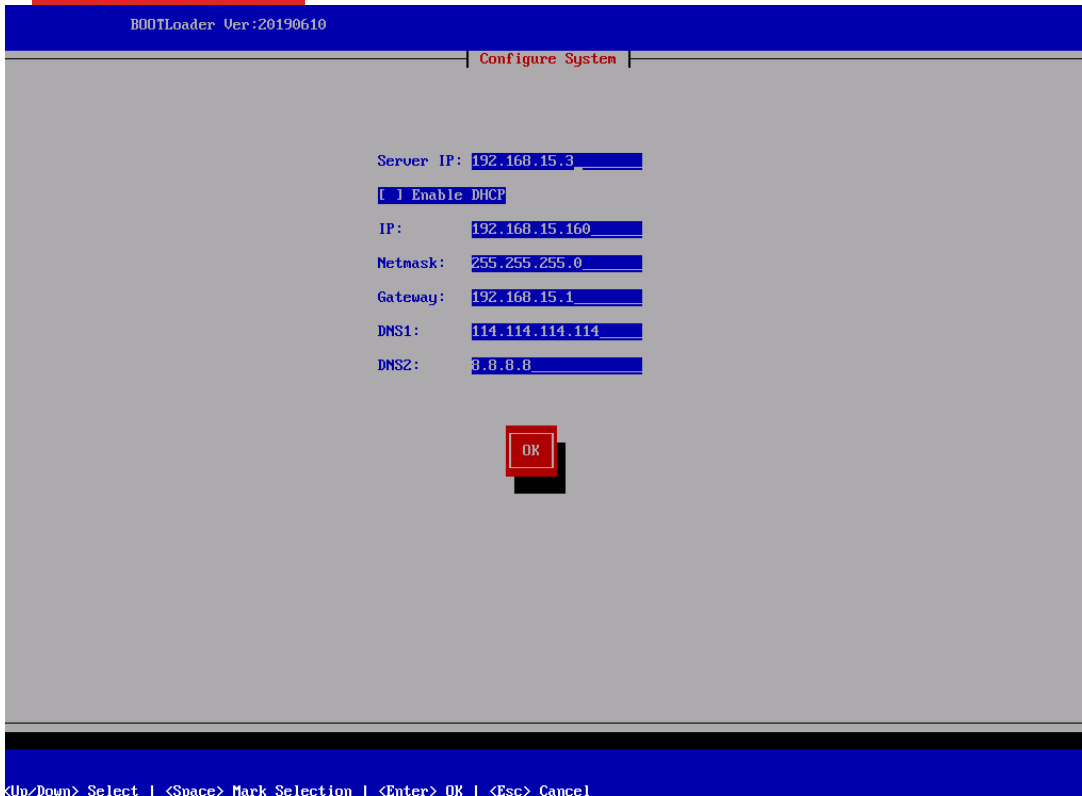 BOOTLoader Ver:20190610
Configure System
Server IP: 192.168.15.3
[ ] Enable DHCP
IP: 192.168.15.160
Netmask: 255.255.255.0
Gateway: 192.168.15.1
DNS1: 114.114.114.114
DNS2: 8.8.8.8
OK
<Up/Down> Select | <Space> Mark Selection | <Enter> OK | <Esc> Cancel